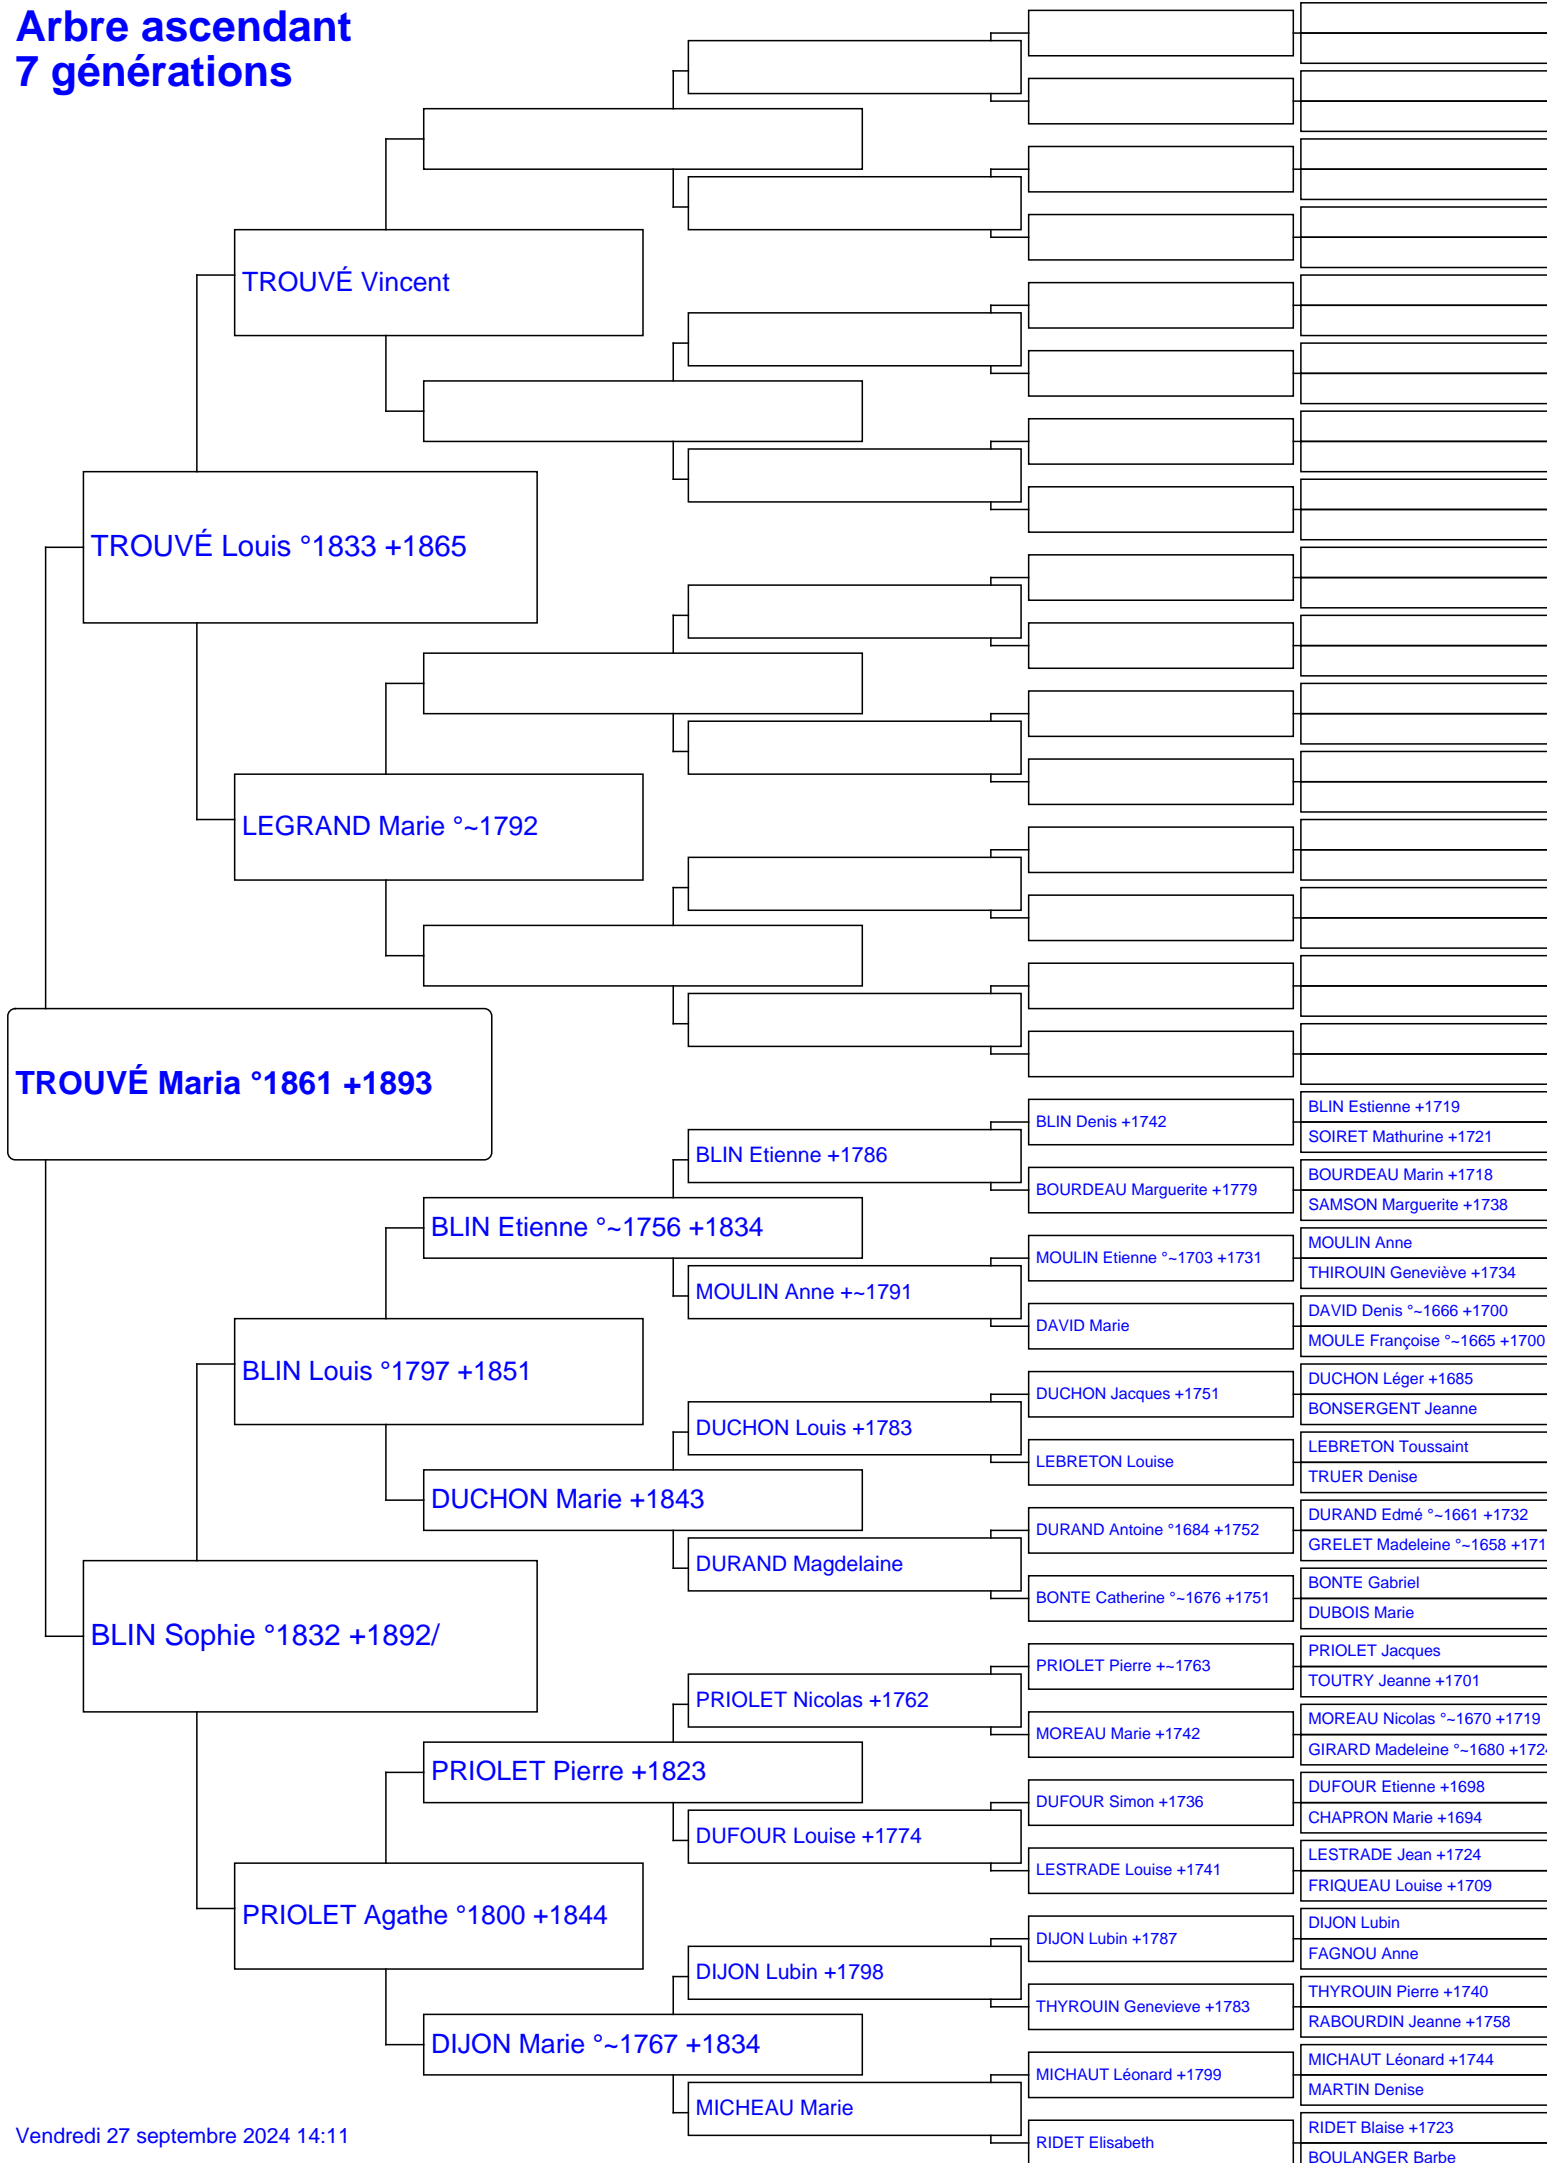 Arbre ascendant
7 générations
TROUVÉ Vincent
TROUVÉ Louis °1833 +1865
LEGRAND Marie °~1792
TROUVÉ Maria °1861 +1893
BLIN Estienne +1719
BLIN Denis +1742
SOIRET Mathurine +1721
BLIN Etienne +1786
BOURDEAU Marin +1718
BOURDEAU Marguerite +1779
SAMSON Marguerite +1738
BLIN Etienne °~1756 +1834
MOULIN Anne
MOULIN Etienne °~1703 +1731
THIROUIN Geneviève +1734
MOULIN Anne +~1791
DAVID Denis °~1666 +1700
DAVID Marie
MOULE Françoise °~1665 +1700
BLIN Louis °1797 +1851
DUCHON Léger +1685
DUCHON Jacques +1751
BONSERGENT Jeanne
DUCHON Louis +1783
LEBRETON Toussaint
LEBRETON Louise
TRUER Denise
DUCHON Marie +1843
DURAND Edmé °~1661 +1732
DURAND Antoine °1684 +1752
GRELET Madeleine °~1658 +171
DURAND Magdelaine
BONTE Gabriel
BONTE Catherine °~1676 +1751
DUBOIS Marie
BLIN Sophie °1832 +1892/
PRIOLET Jacques
PRIOLET Pierre +~1763
TOUTRY Jeanne +1701
PRIOLET Nicolas +1762
MOREAU Nicolas °~1670 +1719
MOREAU Marie +1742
GIRARD Madeleine °~1680 +1724
PRIOLET Pierre +1823
DUFOUR Etienne +1698
DUFOUR Simon +1736
CHAPRON Marie +1694
DUFOUR Louise +1774
LESTRADE Jean +1724
LESTRADE Louise +1741
FRIQUEAU Louise +1709
PRIOLET Agathe °1800 +1844
DIJON Lubin
DIJON Lubin +1787
FAGNOU Anne
DIJON Lubin +1798
THYROUIN Pierre +1740
THYROUIN Genevieve +1783
RABOURDIN Jeanne +1758
DIJON Marie °~1767 +1834
MICHAUT Léonard +1744
MICHAUT Léonard +1799
MARTIN Denise
MICHEAU Marie
RIDET Blaise +1723
RIDET Elisabeth
BOULANGER Barbe
Vendredi 27 septembre 2024 14:11